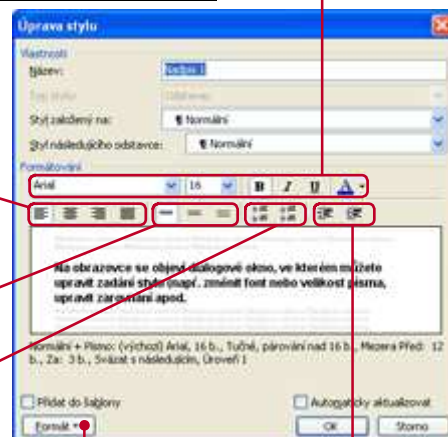 Úprava stylu
Vlastnosti
Název: Nadpis 1
Typ stylu: Odstavec
Styl založený na: ¶ Normální
Styl následujícího odstavce: ¶ Normální
Formátování
Arial 16 B I U A
Na obrazovce se objeví dialogové okno, ve kterém můžete
upravit zadání stylu (např. změnit font nebo velikost písma,
upravit zarovnání apod.
Normální + Písmo: (výchozí) Arial, 16 b., Tučné, párování nad 16 b., Mezera Před: 12
b., Za: 3 b., Svázat s následujícím, Úroveň 1
Přidat do šablony Automaticky aktualizovat
Formát OK Storno